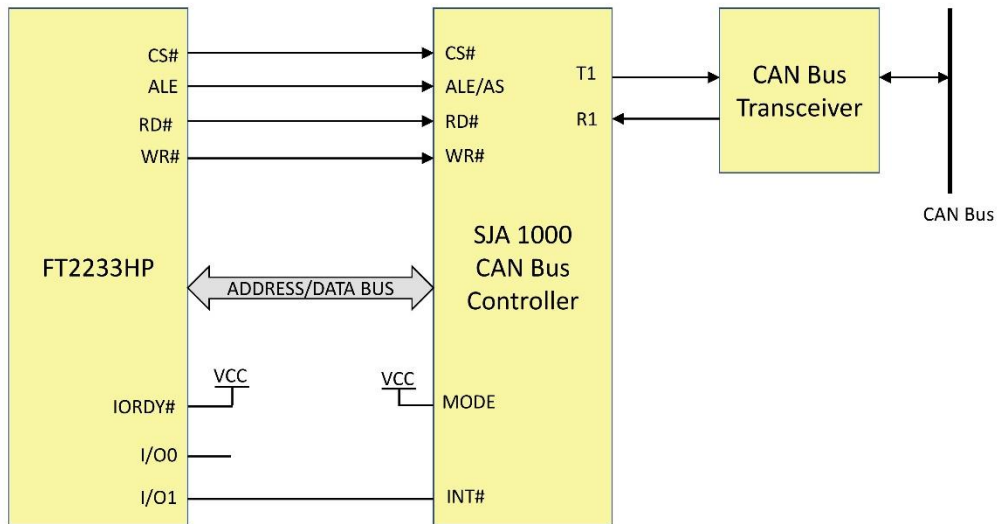 CS#
ALE
RD#
WR#
FT2233HP
IORDY#
I/O0
I/O1
VCC
ADDRESS/DATA BUS
VCC
CS#
ALE/AS
RD#
WR#
T1
R1
SJA 1000
CAN Bus
Controller
MODE
INT#
CAN Bus
Transceiver
CAN Bus